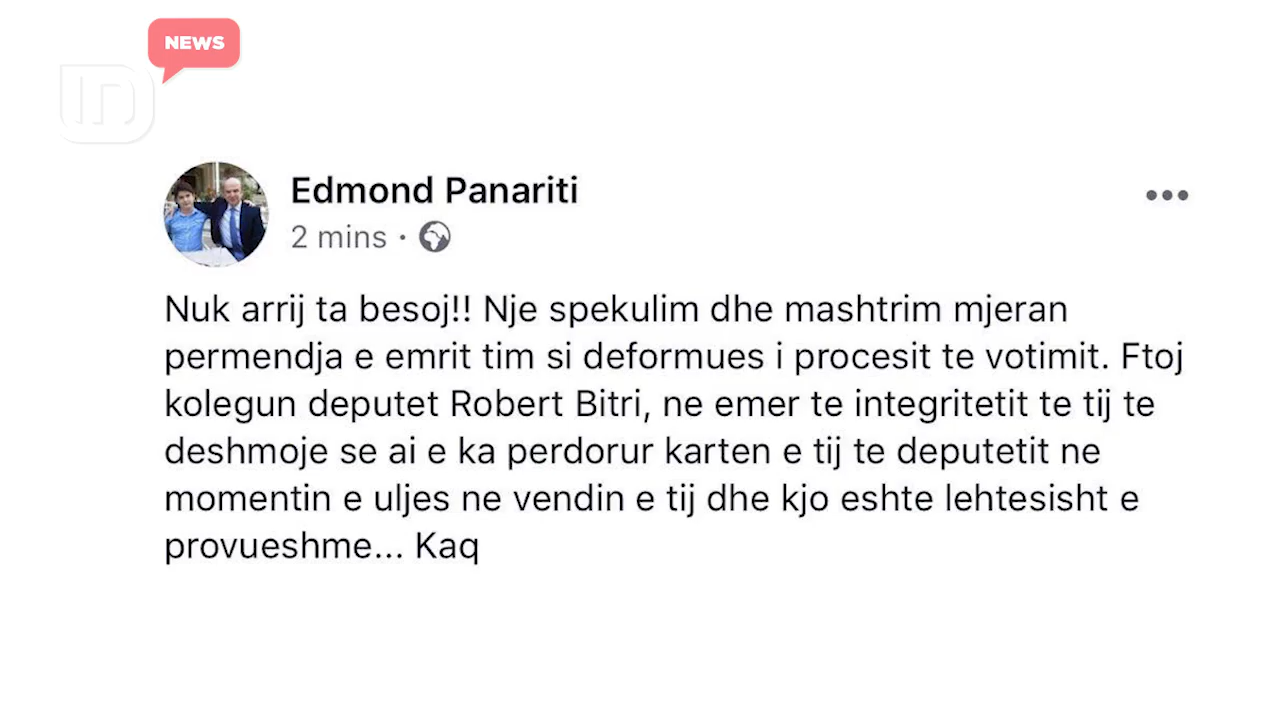 NEWS
ID
Edmond Panariti
2 mins ·
Nuk arrij ta besoj!! Nje spekulim dhe mashtrim mjeran
permendja e emrit tim si deformues i procesit te votimit. Ftoj
kolegun deputet Robert Bitri, ne emer te integritetit te tij te
deshmoje se ai e ka perdorur karten e tij te deputetit ne
momentin e uljes ne vendin e tij dhe kjo eshte lehtesisht e
provueshme... Kaq